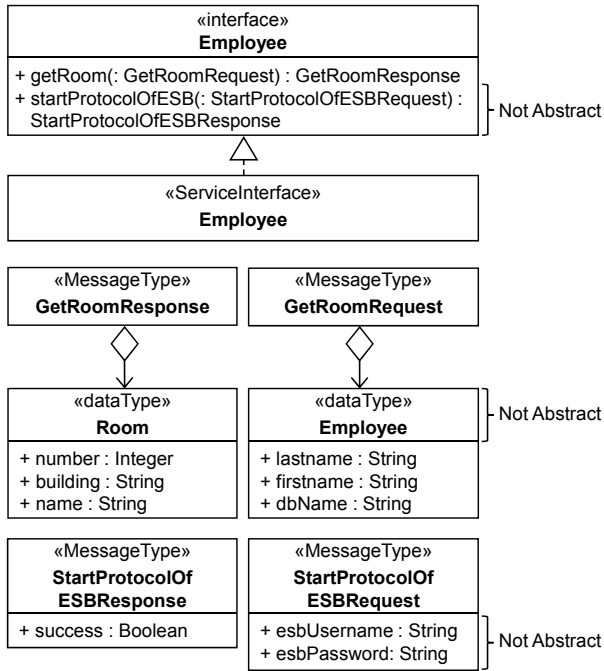 «interface»
Employee
+ getRoom(: GetRoomRequest) : GetRoomResponse
+ startProtocolOfESB(: StartProtocolOfESBRequest) :
StartProtocolOfESBResponse
Not Abstract
«ServiceInterface»
Employee
«MessageType»
GetRoomResponse
«MessageType»
GetRoomRequest
«dataType»
Room
+ number : Integer
+ building : String
+ name : String
«dataType»
Employee
+ lastname : String
+ firstname : String
+ dbName : String
Not Abstract
«MessageType»
StartProtocolOf
ESBResponse
+ success : Boolean
«MessageType»
StartProtocolOf
ESBRequest
+ esbUsername : String
+ esbPassword: String
Not Abstract